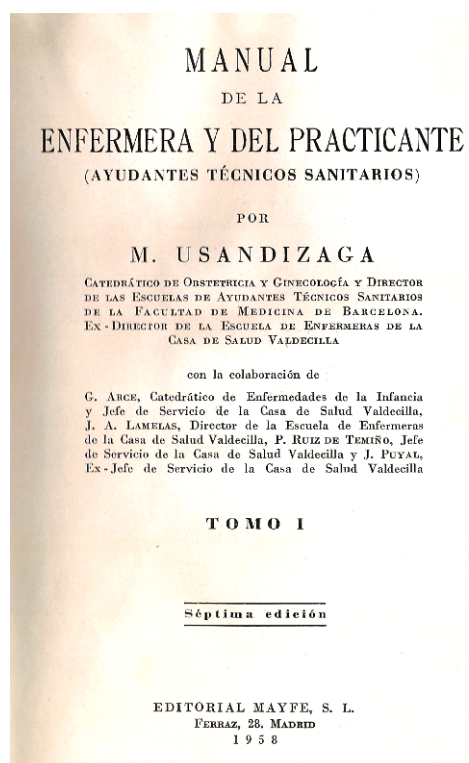 MANUAL
DE LA
ENFERMERA Y DEL PRACTICANTE
(AYUDANTES TÉCNICOS SANITARIOS)
POR
M. USANDIZAGA
CATEDRÁTICO DE OBSTETRICIA Y GINECOLOGÍA Y DIRECTOR
DE LAS ESCUELAS DE AYUDANTES TÉCNICOS SANITARIOS
DE LA FACULTAD DE MEDICINA DE BARCELONA.
EX-DIRECTOR DE LA ESCUELA DE ENFERMERAS DE LA
CASA DE SALUD VALDECILLA
con la colaboración de
G. ARCE, Catedrático de Enfermedades de la Infancia
y Jefe de Servicio de la Casa de Salud Valdecilla,
J. A. LAMELAS, Director de la Escuela de Enfermeras
de la Casa de Salud Valdecilla, P. RUIZ DE TEMIÑO, Jefe
de Servicio de la Casa de Salud Valdecilla y J. PUYAL,
Ex-Jefe de Servicio de la Casa de Salud Valdecilla
TOMO I
Séptima edición
EDITORIAL MAYFE, S. L.
FERRAZ, 28. MADRID
1958